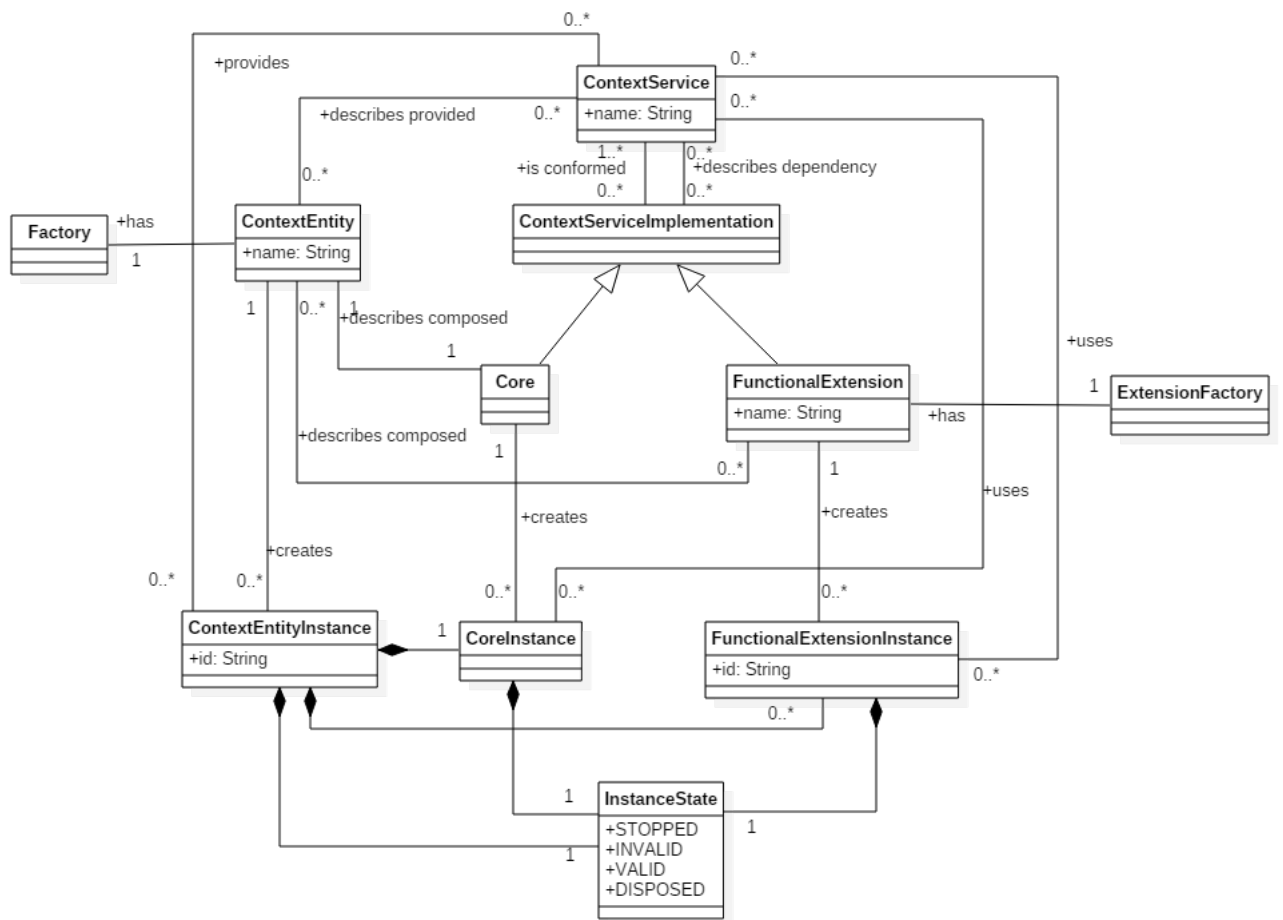 0..*
+provides
0..*
ContextService
+name: String
0..*
+describes provided
0..*
1..*
0..*
+is conformed
+describes dependency
0..*
0..*
0..*
ContextEntity
+name: String
ContextServiceImplementation
Factory
+has
1
1
0..*
1
+describes composed
1
+uses
Core
FunctionalExtension
+name: String
1
ExtensionFactory
+has
+describes composed
1
0..*
1
+uses
+creates
+creates
+creates
0..*
0..*
0..*
0..*
0..*
ContextEntityInstance
+id: String
1
CoreInstance
FunctionalExtensionInstance
+id: String
0..*
0..*
InstanceState
+STOPPED
+INVALID
+VALID
+DISPOSED
1
1
1